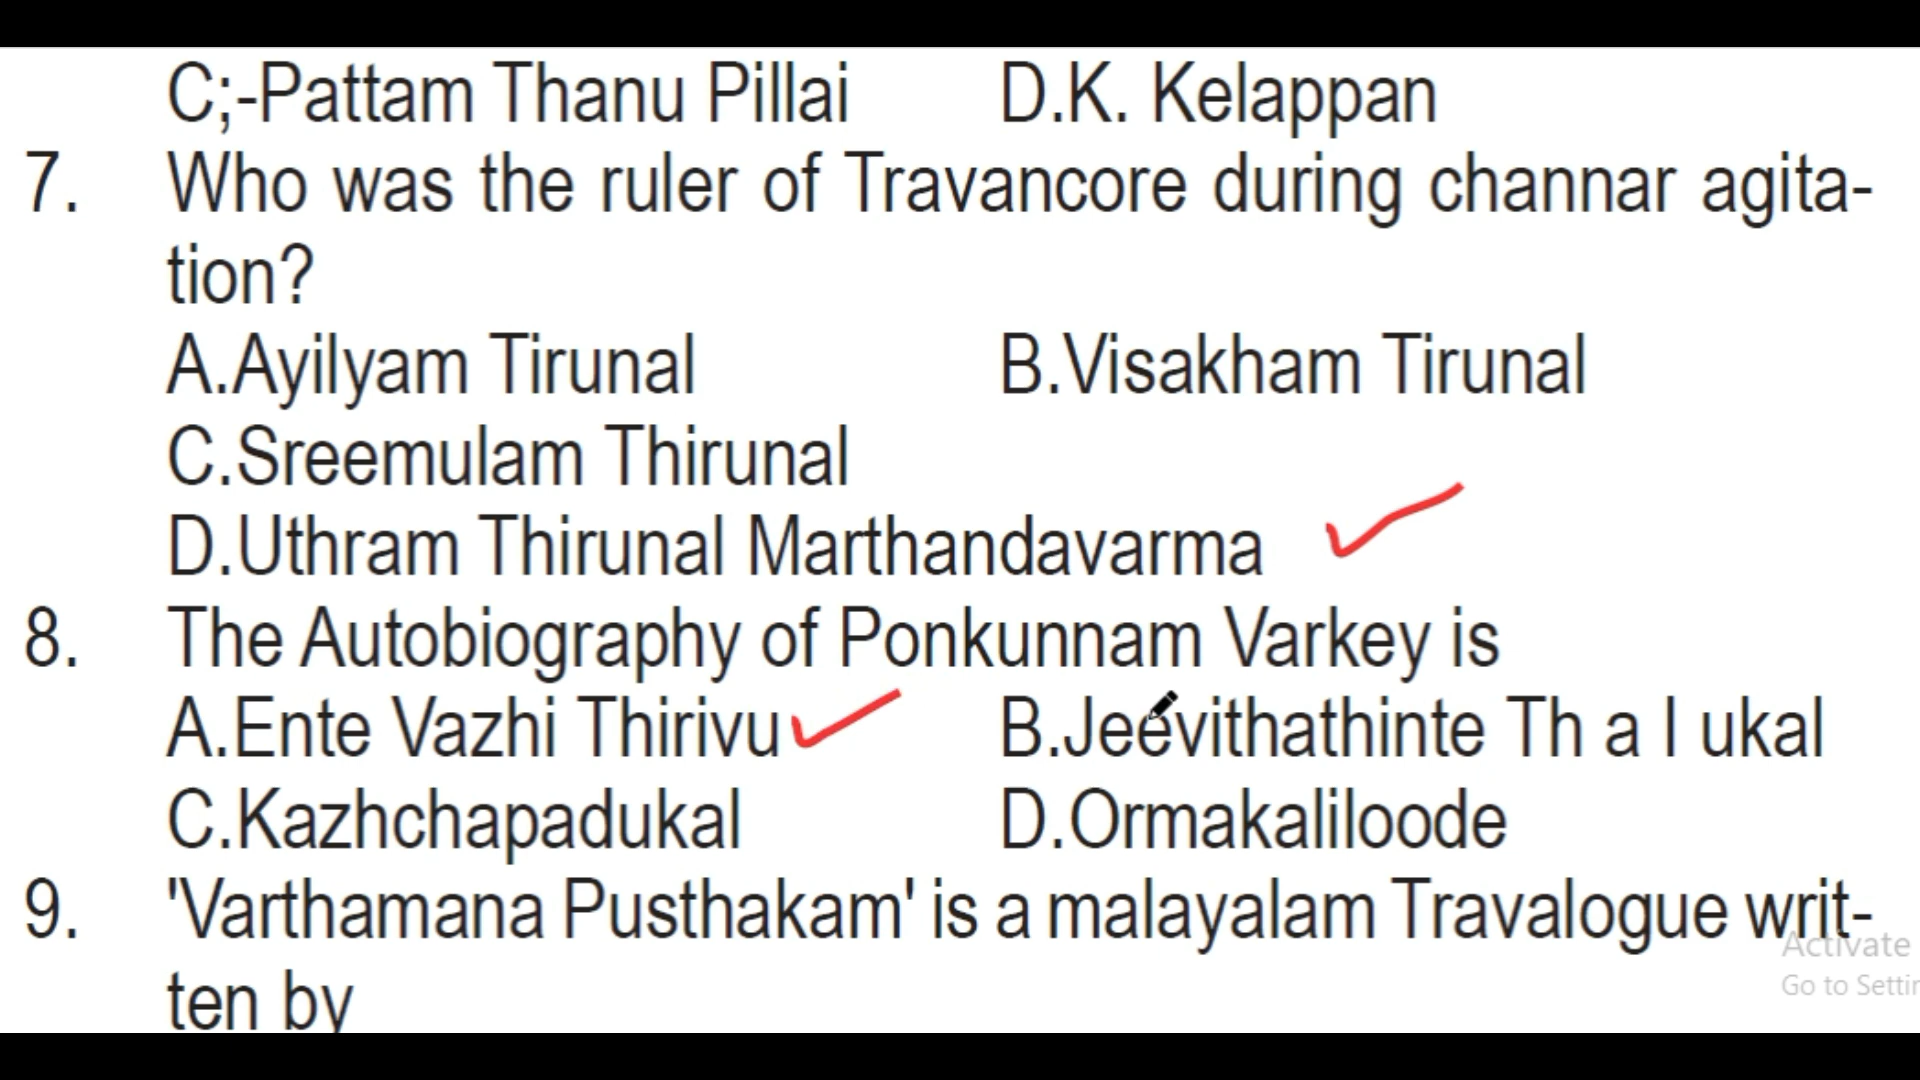 C;-Pattam Thanu Pillai D.K. Kelappan
7. Who was the ruler of Travancore during channar agita-
tion?
A.Ayilyam Tirunal B.Visakham Tirunal
C.Sreemulam Thirunal
D.Uthram Thirunal Marthandavarma
8. The Autobiography of Ponkunnam Varkey is
A.Ente Vazhi Thirivu B.Jeevithathinte Th a l ukal
C.Kazhchapadukal D.Ormakaliloode
9. 'Varthamana Pusthakam' is a malayalam Travalogue writ-
ten by
Activate
Go to Settin